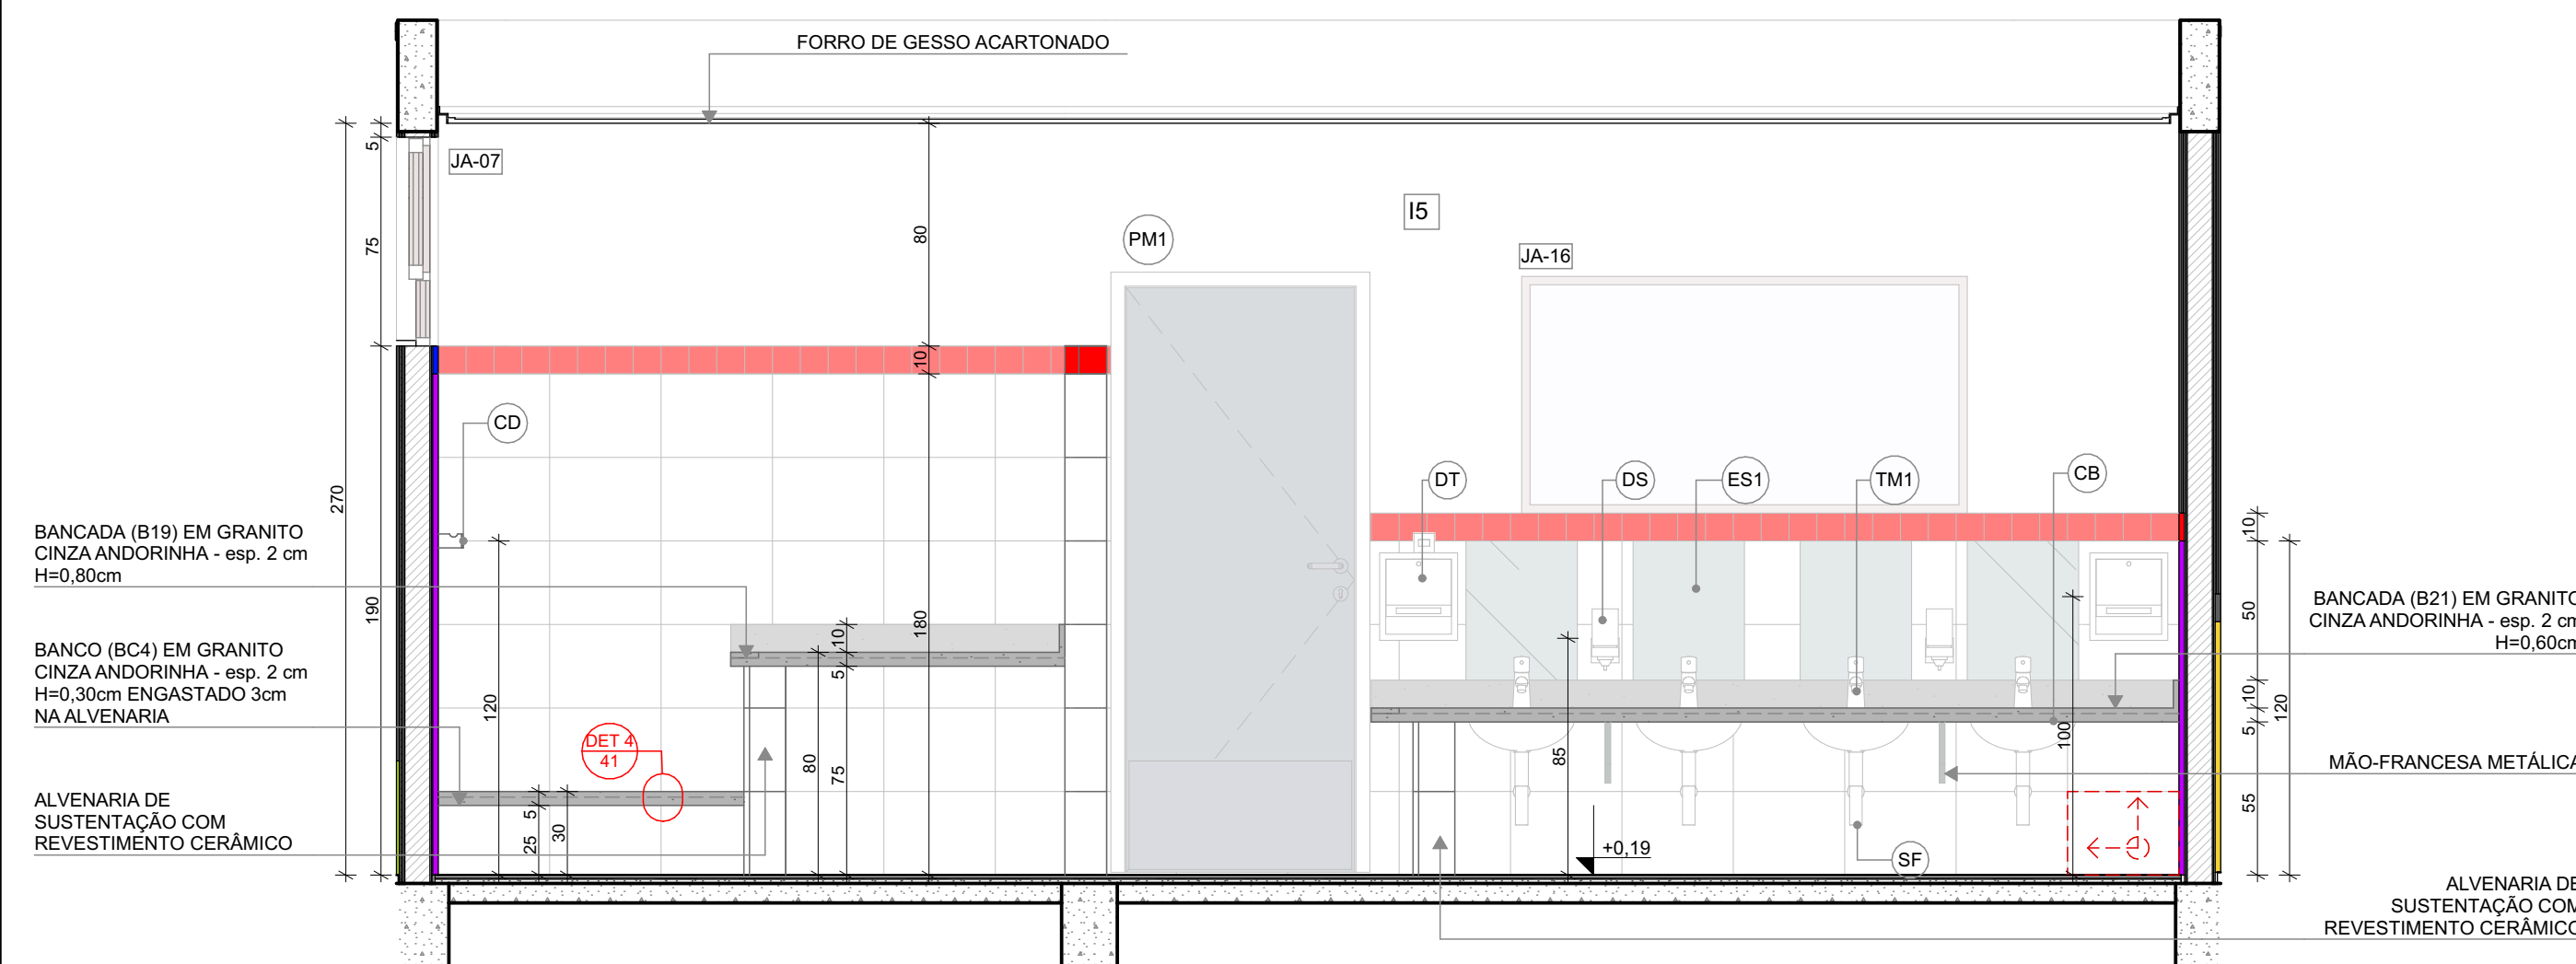 FORRO DE GESSO ACARTONADO
JA-07
I5
PM1
JA-16
5
75
80
10
270
190
CD
120
180
10
5
80
75
5
25
30
DET 4
41
DT
DS
ES1
TM1
CB
85
100
+0,19
SF
10
50
10
5
120
55
BANCADA (B19) EM GRANITO
CINZA ANDORINHA - esp. 2 cm
H=0,80cm
BANCO (BC4) EM GRANITO
CINZA ANDORINHA - esp. 2 cm
H=0,30cm ENGASTADO 3cm
NA ALVENARIA
ALVENARIA DE
SUSTENTAÇÃO COM
REVESTIMENTO CERÂMICO
BANCADA (B21) EM GRANITO
CINZA ANDORINHA - esp. 2 cm
H=0,60cm
MÃO-FRANCESA METÁLICA
ALVENARIA DE
SUSTENTAÇÃO COM
REVESTIMENTO CERÂMICO